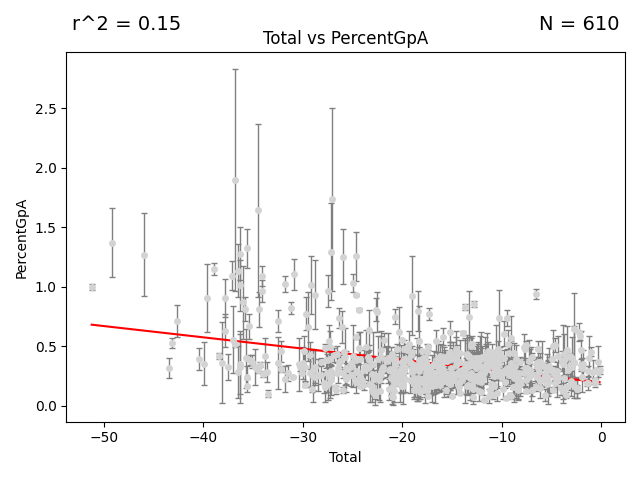 r^2 = 0.15
N = 610
Total vs PercentGpA
PercentGpA
2.5
2.0
1.5
1.0
0.5
0.0
−50
−40
−30
−20
−10
0
Total